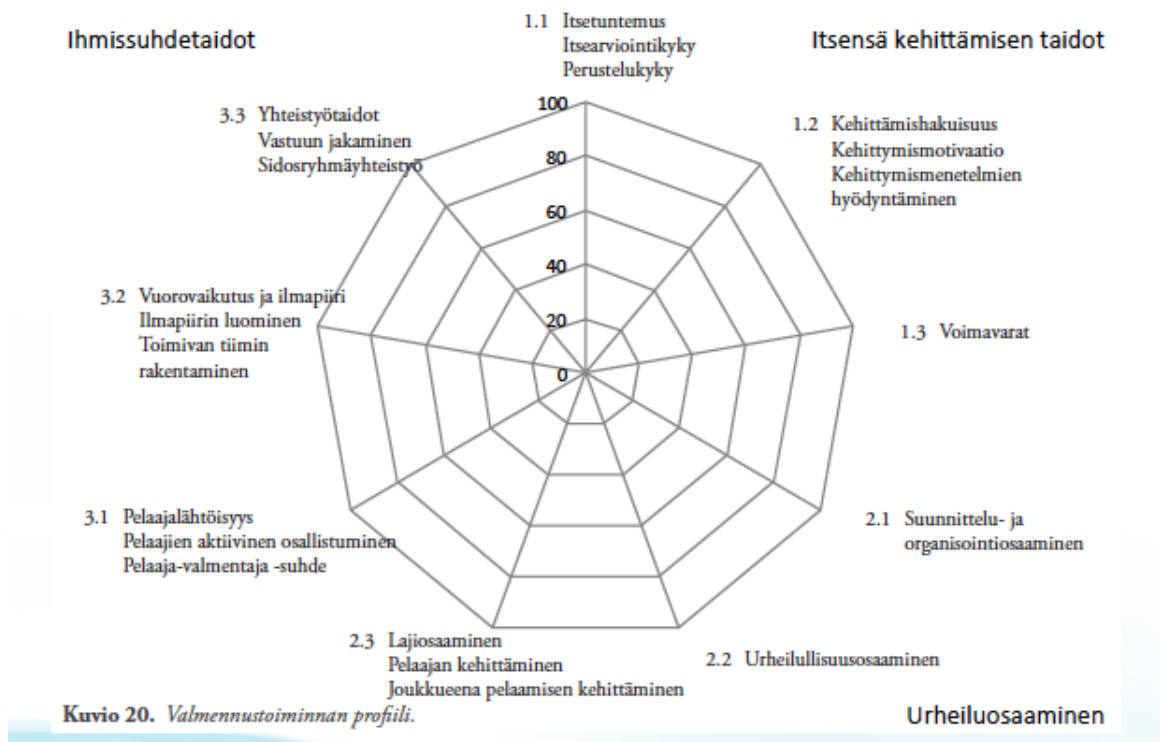 Ihmissuhdetaidot
Itsensä kehittämisen taidot
1.1 Itsetuntemus
Itsearviointikyky
Perustelukyky
1.2 Kehittämishakuisuus
Kehittymismotivaatio
Kehittymismenetelmien
hyödyntäminen
1.3 Voimavarat
2.1 Suunnittelu- ja
organisointiosaaminen
2.2 Urheilullisuusosaaminen
2.3 Lajiosaaminen
Pelaajan kehittäminen
Joukkueena pelaamisen kehittäminen
3.1 Pelaajalähtöisyys
Pelaajien aktiivinen osallistuminen
Pelaaja-valmentaja -suhde
3.2 Vuorovaikutus ja ilmapiiri
Ilmapiirin luominen
Toimivan tiimin
rakentaminen
3.3 Yhteistyötaidot
Vastuun jakaminen
Sidosryhmäyhteistyö
100
80
60
40
20
0
Kuvio 20. Valmennustoiminnan profiili.
Urheiluosaaminen